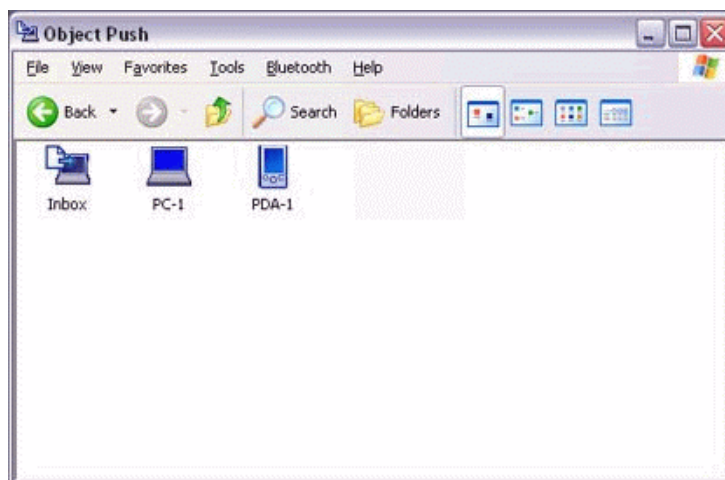 Object Push
File View Favorites Tools Bluetooth Help
Back Search Folders
Inbox PC-1 PDA-1